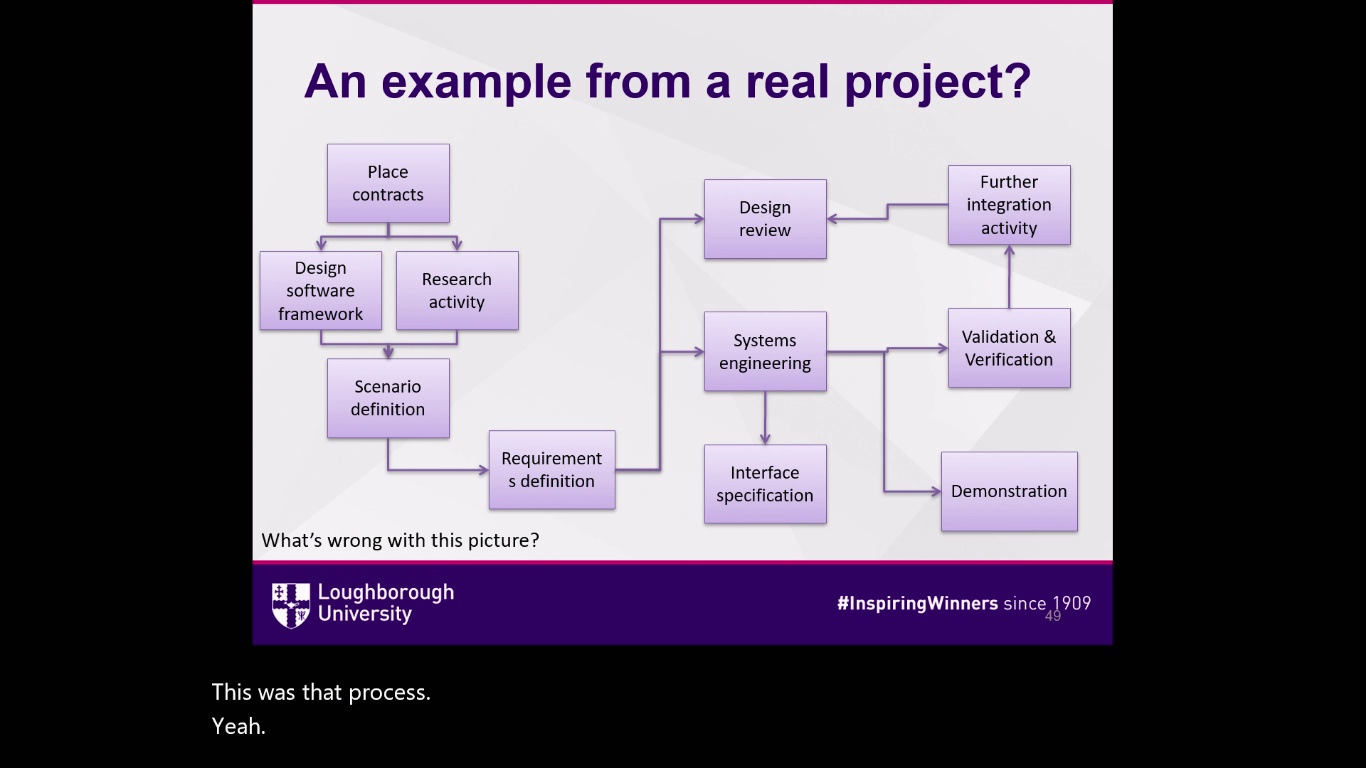 An example from a real project?
Place
contracts
Design
software
framework
Research
activity
Scenario
definition
Requirement
s definition
Design
review
Systems
engineering
Interface
specification
Further
integration
activity
Validation &
Verification
Demonstration
What's wrong with this picture?
Loughborough
University
#InspiringWinners since 1909
49
This was that process.
Yeah.